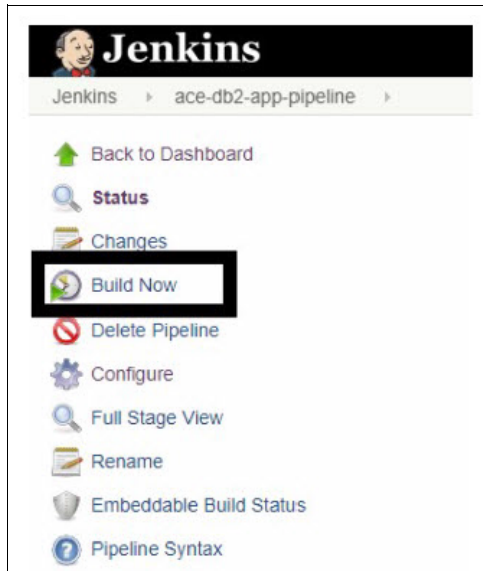 Jenkins
Jenkins ace-db2-app-pipeline
Back to Dashboard
Status
Changes
Build Now
Delete Pipeline
Configure
Full Stage View
Rename
Embeddable Build Status
Pipeline Syntax